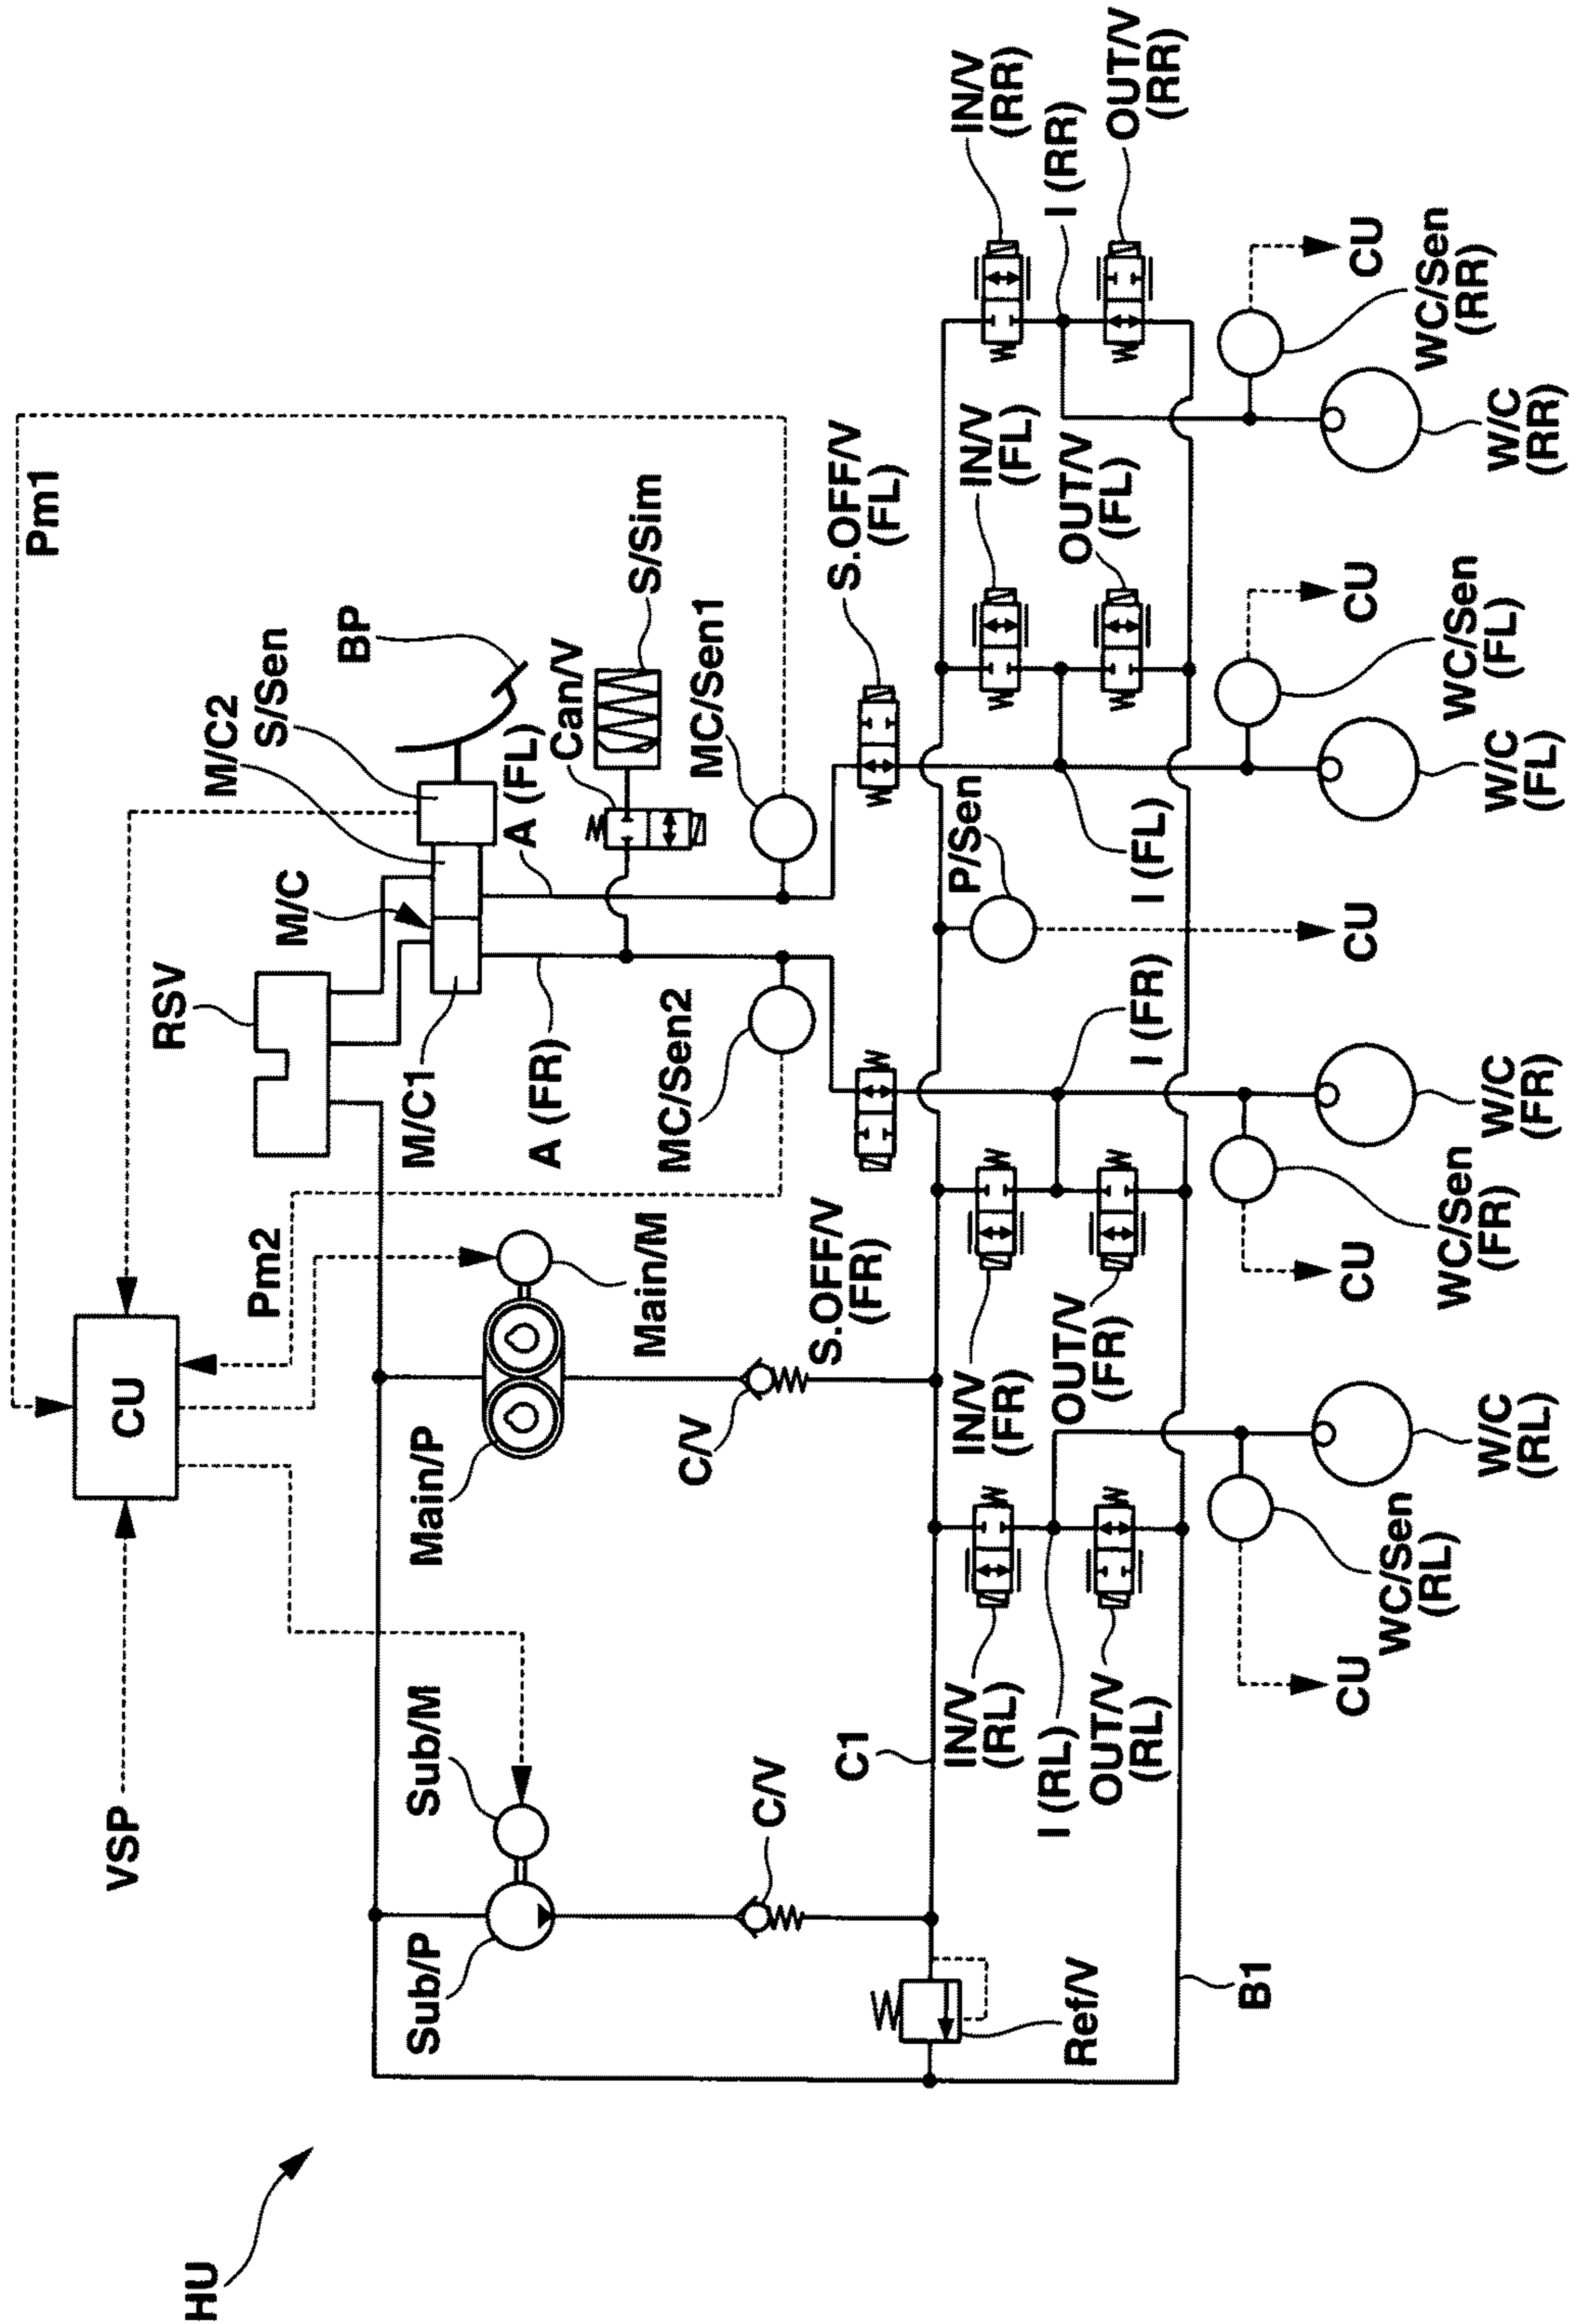 HU
VSP
CU
Pm1
Pm2
RSV
M/C
M/C2
S/Sen
BP
M/C1
A (FR)
A (FL)
Can/V
S/Sim
MC/Sen1
MC/Sen2
Main/M
Main/P
Sub/M
Sub/P
C/V
C/V
S.OFF/V
(FR)
S.OFF/V
(FL)
C1
Ref/V
B1
P/Sen
CU
IN/V
(RL)
I (RL)
OUT/V
(RL)
IN/V
(FR)
OUT/V
(FR)
I (FR)
I (FL)
IN/V
(FL)
OUT/V
(FL)
IN/V
(RR)
I (RR)
OUT/V
(RR)
CU
WC/Sen
(RL)
W/C
(RL)
CU
WC/Sen
(FR)
W/C
(FR)
CU
WC/Sen
(FL)
W/C
(FL)
CU
WC/Sen
(RR)
W/C
(RR)